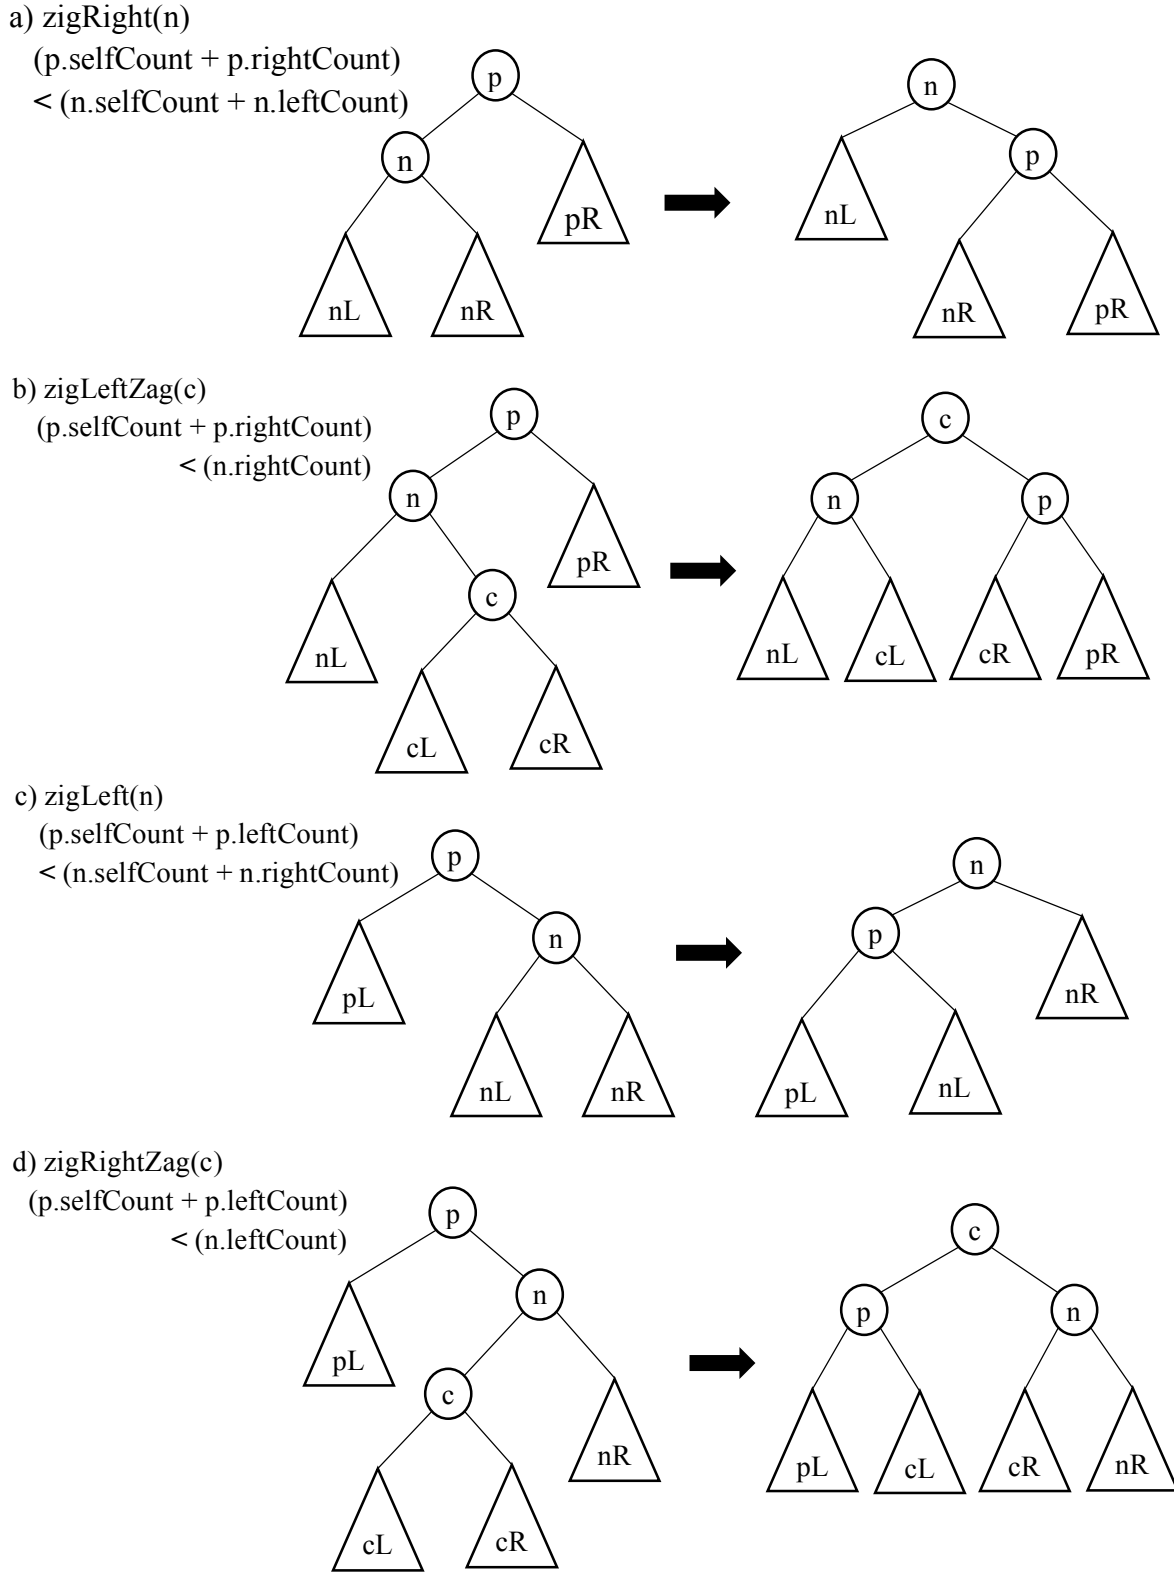 a) zigRight(n)
(p.selfCount + p.rightCount)
< (n.selfCount + n.leftCount)
p
n
pR
nL
nR
n
p
nL
nR
pR
b) zigLeftZag(c)
(p.selfCount + p.rightCount)
< (n.rightCount)
p
n
pR
c
nL
cL
cR
c
n
p
nL
cL
cR
pR
c) zigLeft(n)
(p.selfCount + p.leftCount)
< (n.selfCount + n.rightCount)
p
n
pL
nL
nR
n
p
nR
pL
nL
d) zigRightZag(c)
(p.selfCount + p.leftCount)
< (n.leftCount)
p
n
pL
c
nR
cL
cR
c
p
n
pL
cL
cR
nR